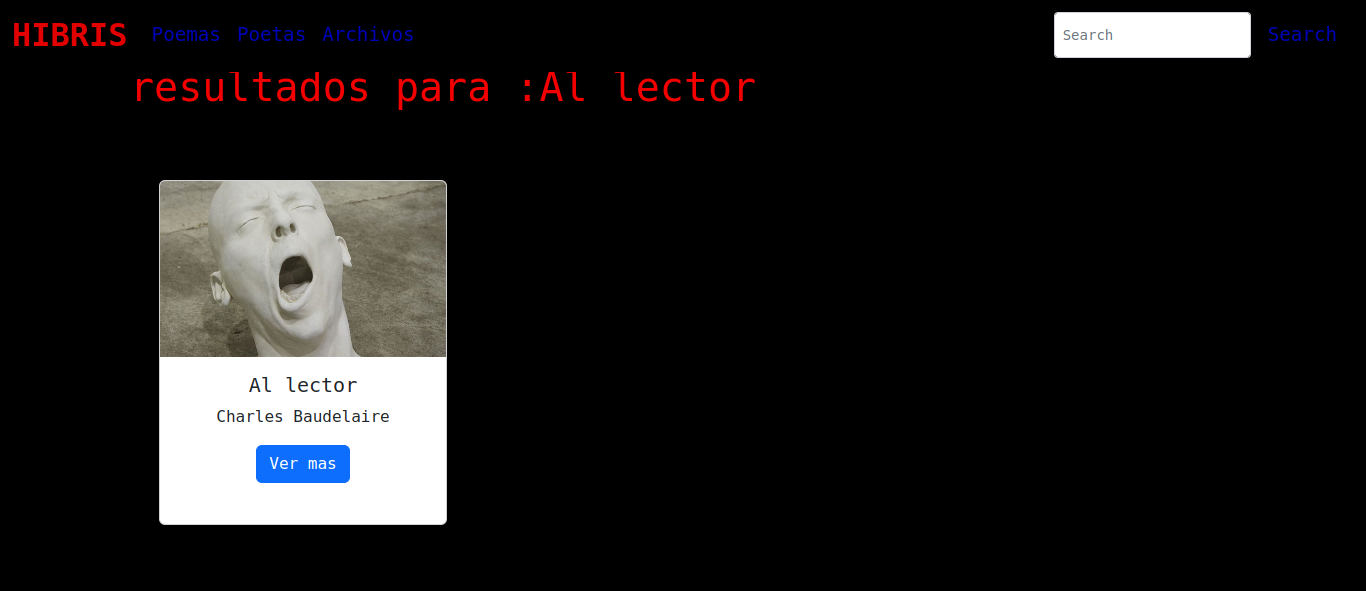 HIBRIS Poemas Poetas Archivos Search Search
resultados para :Al lector
Al lector
Charles Baudelaire
Ver mas